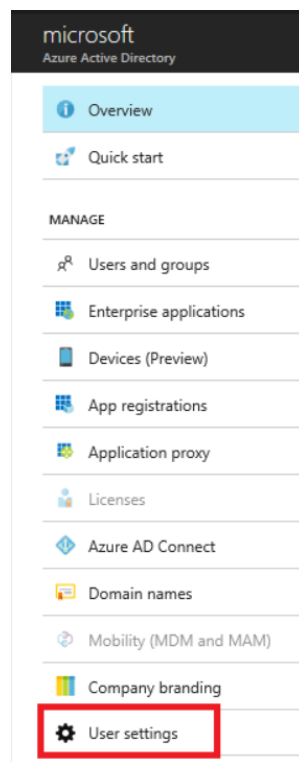 microsoft
Azure Active Directory
Overview
Quick start
MANAGE
Users and groups
Enterprise applications
Devices (Preview)
App registrations
Application proxy
Licenses
Azure AD Connect
Domain names
Mobility (MDM and MAM)
Company branding
User settings